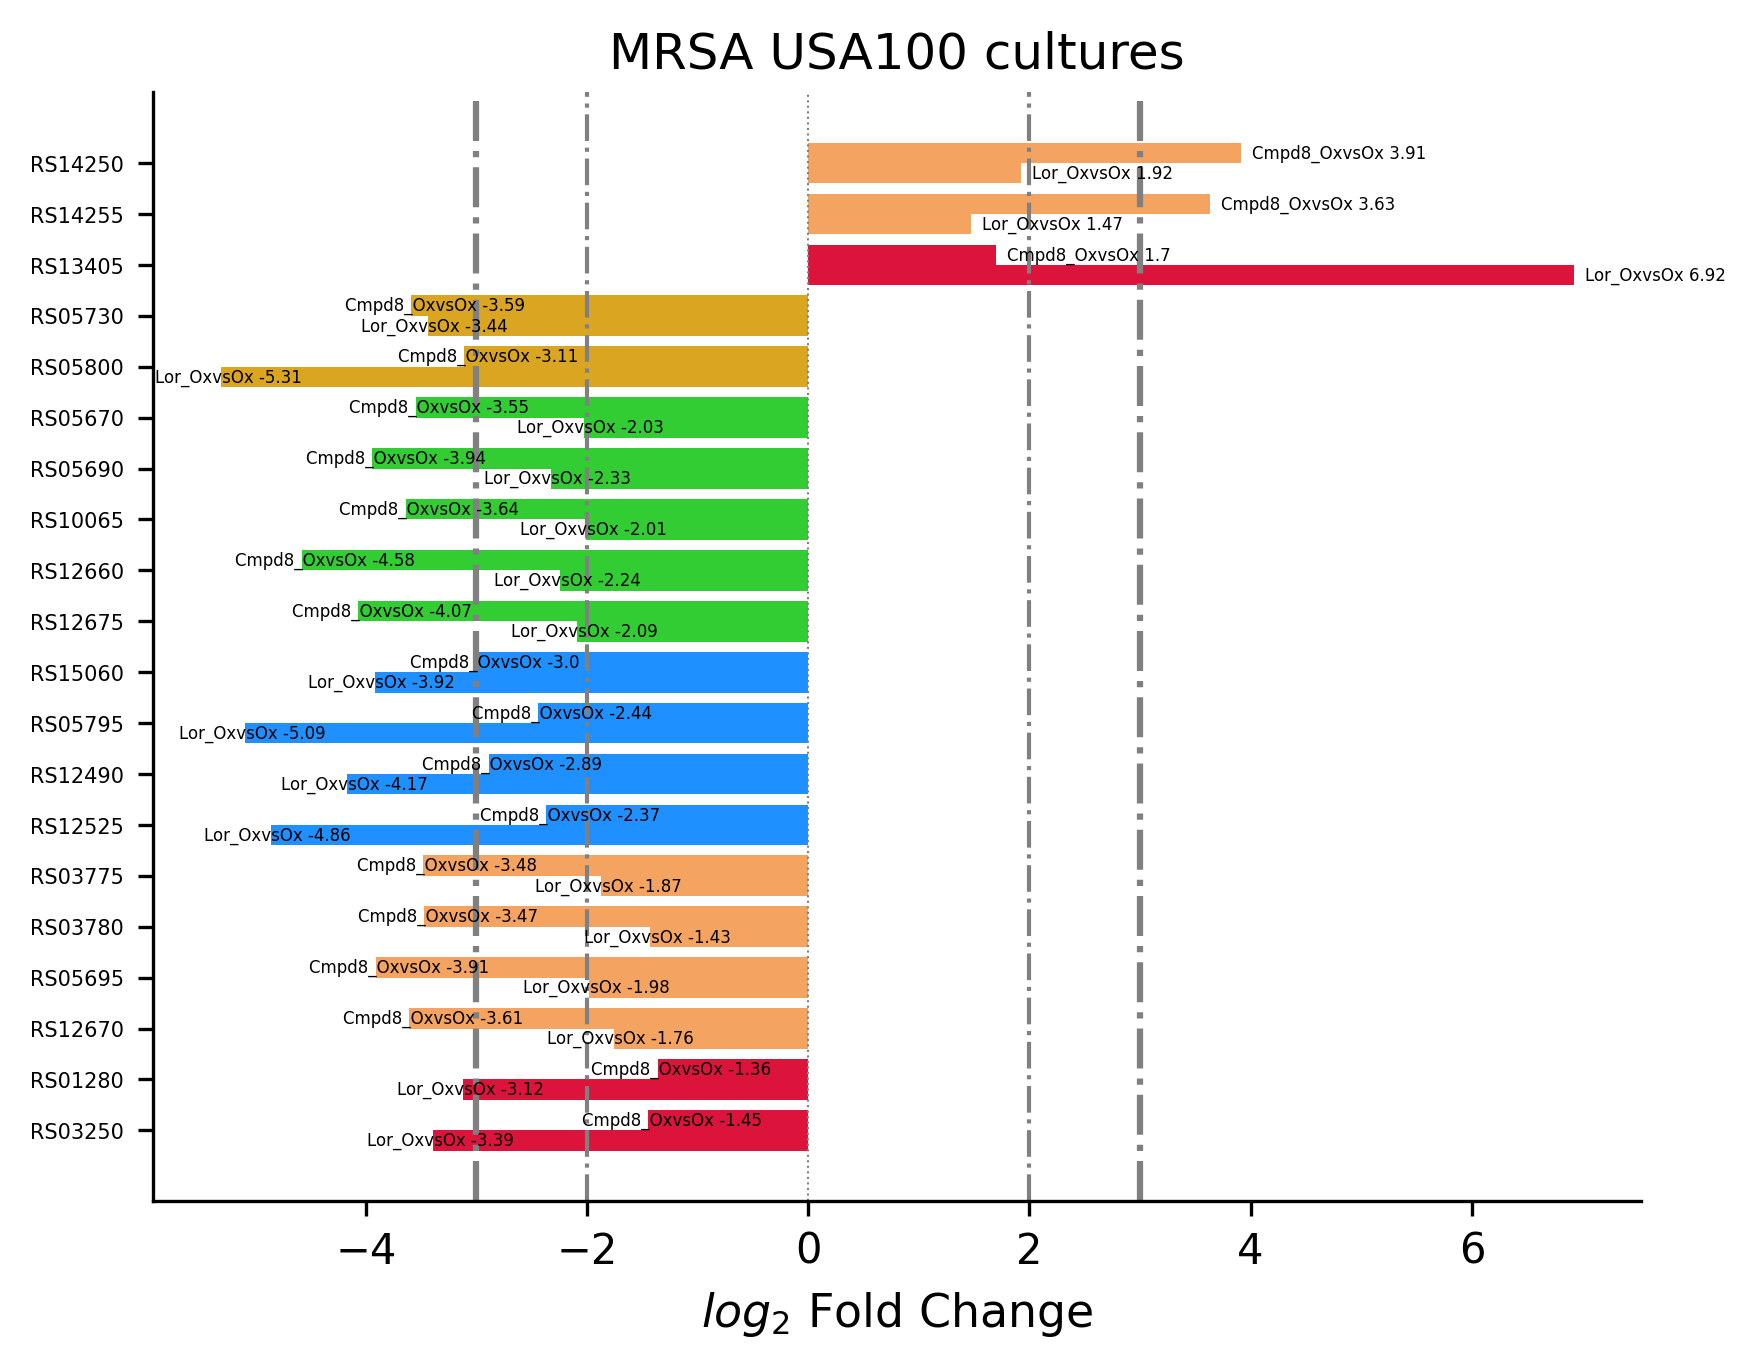 MRSA USA100 cultures
RS14250
Cmpd8_OxvsOx 3.91
Lor_OxvsOx 1.92
RS14255
Cmpd8_OxvsOx 3.63
Lor_OxvsOx 1.47
RS13405
Cmpd8_OxvsOx 1.7
Lor_OxvsOx 6.92
RS05730
Cmpd8_OxvsOx -3.59
Lor_OxvsOx -3.44
RS05800
Cmpd8_OxvsOx -3.11
Lor_OxvsOx -5.31
RS05670
Cmpd8_OxvsOx -3.55
Lor_OxvsOx -2.03
RS05690
Cmpd8_OxvsOx -3.94
Lor_OxvsOx -2.33
RS10065
Cmpd8_OxvsOx -3.64
Lor_OxvsOx -2.01
RS12660
Cmpd8_OxvsOx -4.58
Lor_OxvsOx -2.24
RS12675
Cmpd8_OxvsOx -4.07
Lor_OxvsOx -2.09
RS15060
Cmpd8_OxvsOx -3.0
Lor_OxvsOx -3.92
RS05795
Cmpd8_OxvsOx -2.44
Lor_OxvsOx -5.09
RS12490
Cmpd8_OxvsOx -2.89
Lor_OxvsOx -4.17
RS12525
Cmpd8_OxvsOx -2.37
Lor_OxvsOx -4.86
RS03775
Cmpd8_OxvsOx -3.48
Lor_OxvsOx -1.87
RS03780
Cmpd8_OxvsOx -3.47
Lor_OxvsOx -1.43
RS05695
Cmpd8_OxvsOx -3.91
Lor_OxvsOx -1.98
RS12670
Cmpd8_OxvsOx -3.61
Lor_OxvsOx -1.76
RS01280
Cmpd8_OxvsOx -1.36
Lor_OxvsOx -3.12
RS03250
Cmpd8_OxvsOx -1.45
Lor_OxvsOx -3.39
−4 −2 0 2 4 6
log₂ Fold Change